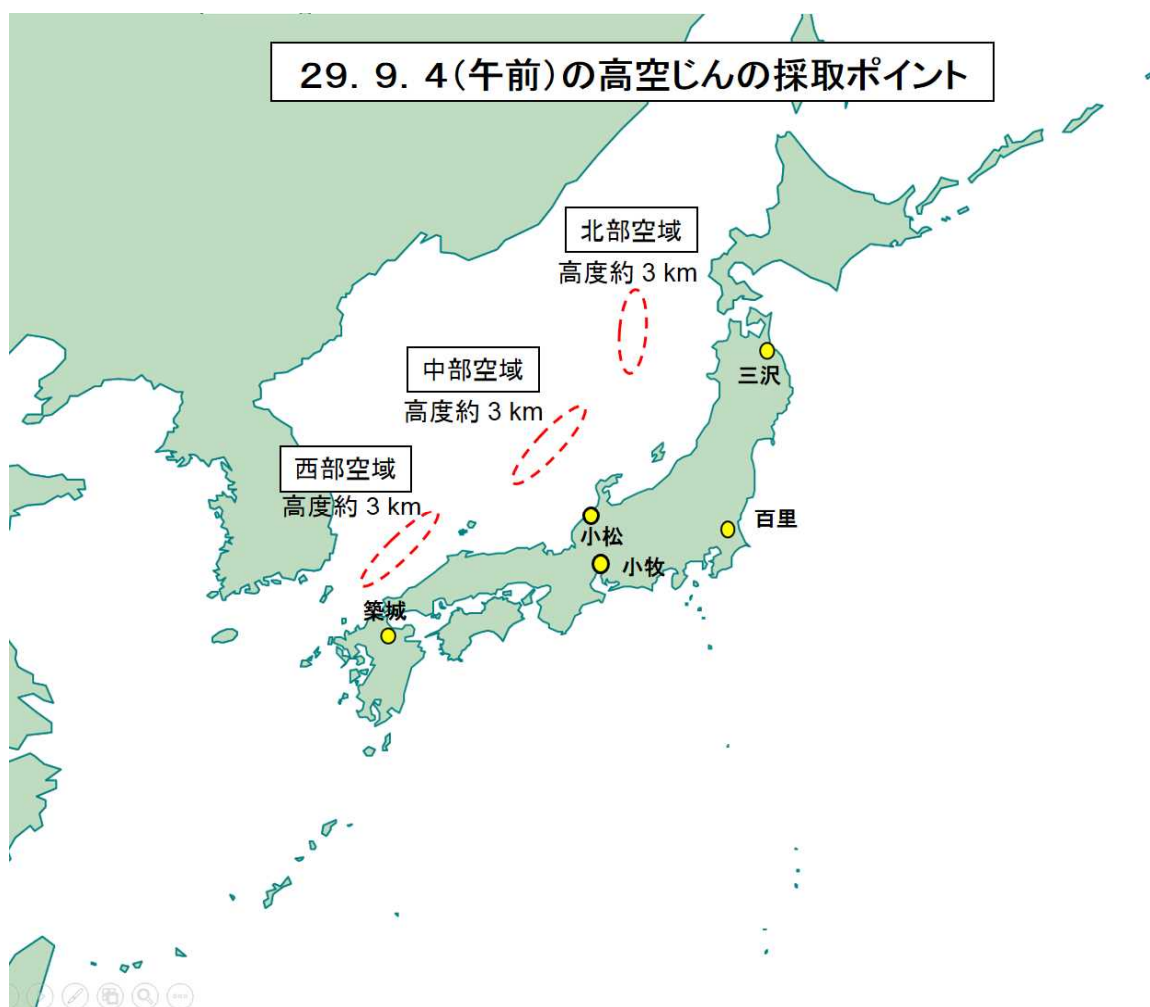 29. 9. 4(午前)の高空じんの採取ポイント
北部空域
高度約 3 km
中部空域
高度約 3 km
西部空域
高度約 3 km
三沢
百里
小松
小牧
築城